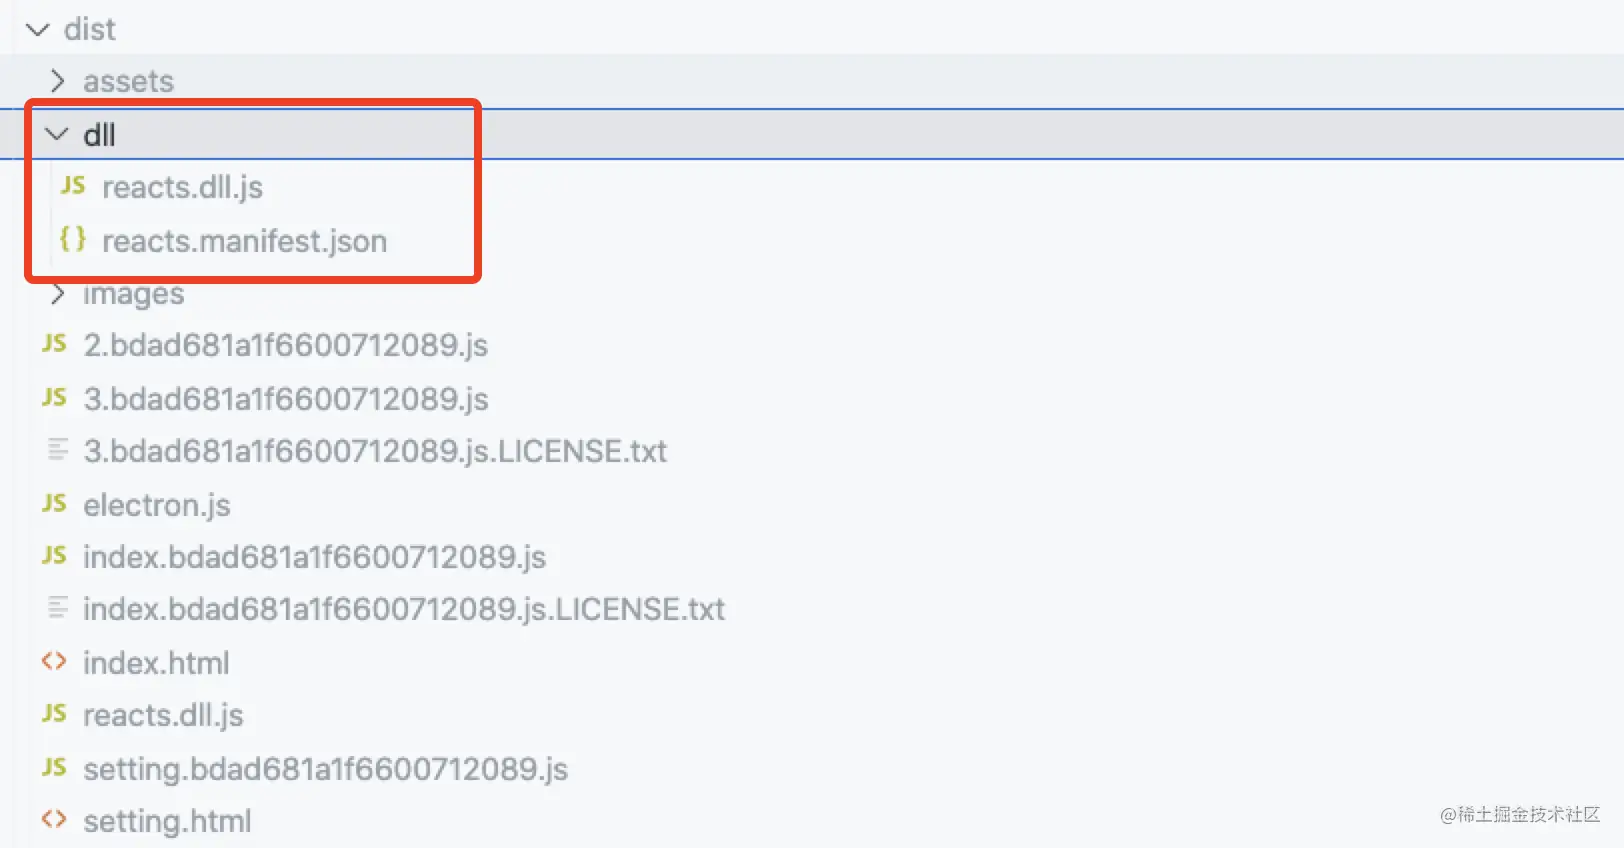 dist
assets
dll
JS reacts.dll.js
{} reacts.manifest.json
images
JS 2.bdad681a1f6600712089.js
JS 3.bdad681a1f6600712089.js
3.bdad681a1f6600712089.js.LICENSE.txt
JS electron.js
JS index.bdad681a1f6600712089.js
index.bdad681a1f6600712089.js.LICENSE.txt
<> index.html
JS reacts.dll.js
JS setting.bdad681a1f6600712089.js
<> setting.html
@稀土掘金技术社区